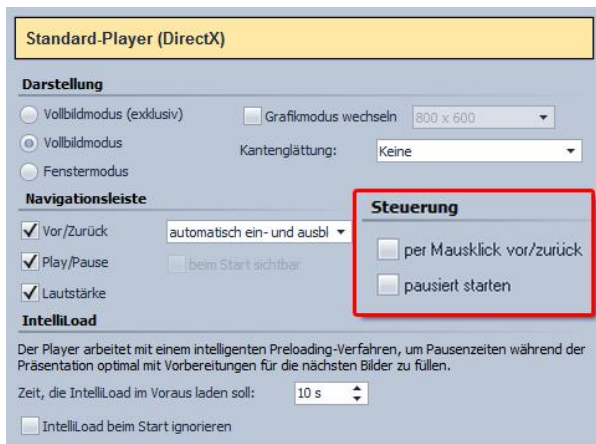 Standard-Player (DirectX)
Darstellung
Vollbildmodus (exklusiv)
Grafikmodus wechseln
800 x 600
Vollbildmodus
Kantenglättung:
Keine
Fenstermodus
Navigationsleiste
Vor/Zurück
automatisch ein- und ausbl
Play/Pause
beim Start sichtbar
Lautstärke
Steuerung
per Mausklick vor/zurück
pausiert starten
IntelliLoad
Der Player arbeitet mit einem intelligenten Preloading-Verfahren, um Pausenzeiten während der
Präsentation optimal mit Vorbereitungen für die nächsten Bilder zu füllen.
Zeit, die IntelliLoad im Voraus laden soll:
10 s
IntelliLoad beim Start ignorieren